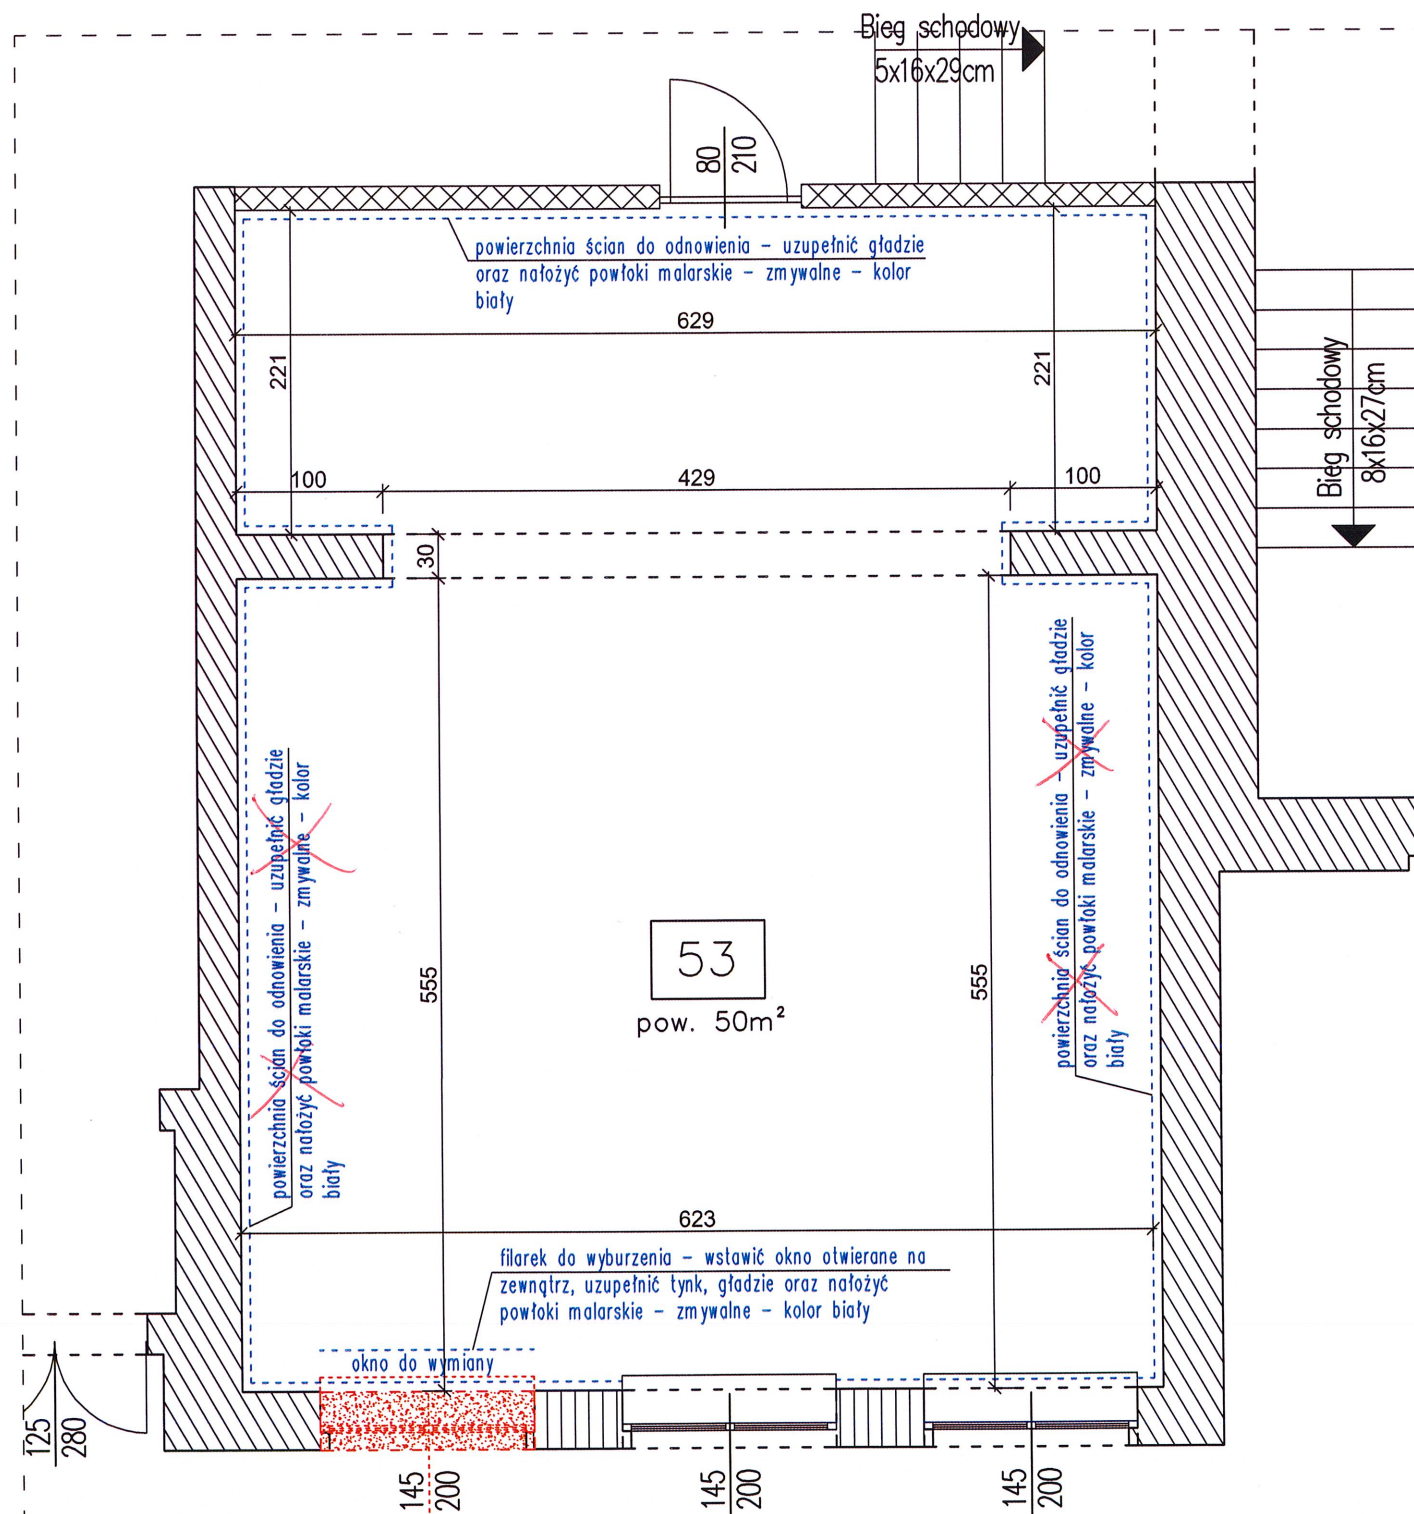 Bieg schodowy
5x16x29cm
80
210
powierzchnia ścian do odnowienia – uzupełnić gładzie
oraz nałożyć powłoki malarskie – zmywalne – kolor
biały
629
221
221
Bieg schodowy
8x16x27cm
100
429
100
30
powierzchnia ścian do odnowienia – uzupełnić gładzie
oraz nałożyć powłoki malarskie – zmywalne – kolor
biały
powierzchnia ścian do odnowienia – uzupełnić gładzie
oraz nałożyć powłoki malarskie – zmywalne – kolor
biały
555
53
pow. 50m²
555
623
filarek do wyburzenia – wstawić okno otwierane na
zewnątrz, uzupełnić tynk, gładzie oraz nałożyć
powłoki malarskie – zmywalne – kolor biały
okno do wymiany
125
280
145
200
145
200
145
200